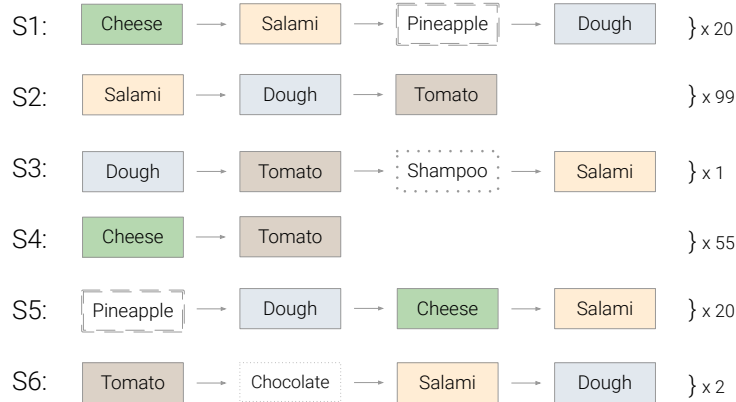 S1: Cheese Salami Pineapple Dough } x 20
S2: Salami Dough Tomato } x 99
S3: Dough Tomato Shampoo Salami } x 1
S4: Cheese Tomato } x 55
S5: Pineapple Dough Cheese Salami } x 20
S6: Tomato Chocolate Salami Dough } x 2